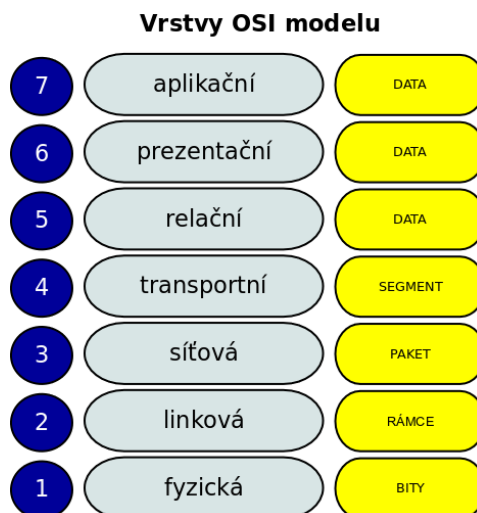 Vrstvy OSI modelu
7 aplikační DATA
6 prezentační DATA
5 relační DATA
4 transportní SEGMENT
3 síťová PAKET
2 linková RÁMCE
1 fyzická BITY